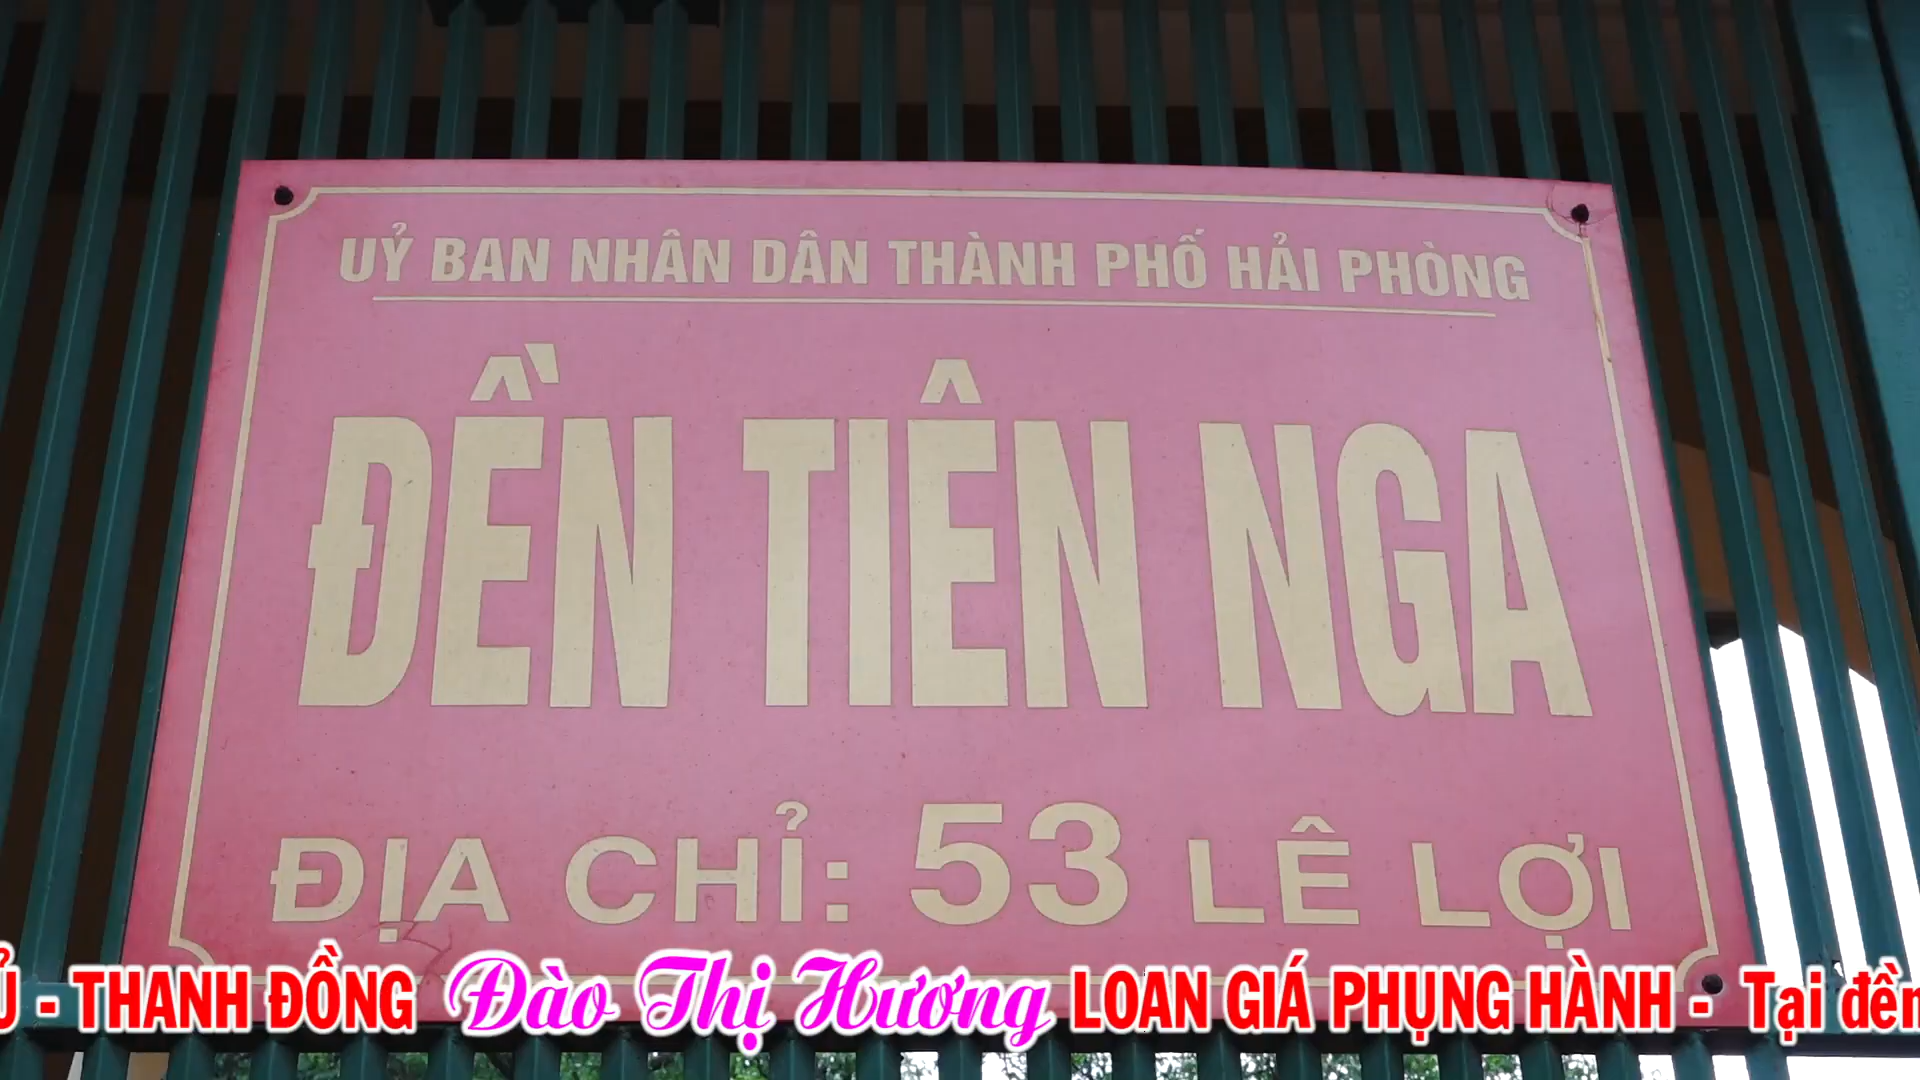 UỶ BAN NHÂN DÂN THÀNH PHỐ HẢI PHÒNG
ĐỀN TIÊN NGA
ĐỊA CHỈ: 53 LÊ LỢI
- THANH ĐỒNG Đào Thị Hương LOAN GIÁ PHỤNG HÀNH - Tại đền